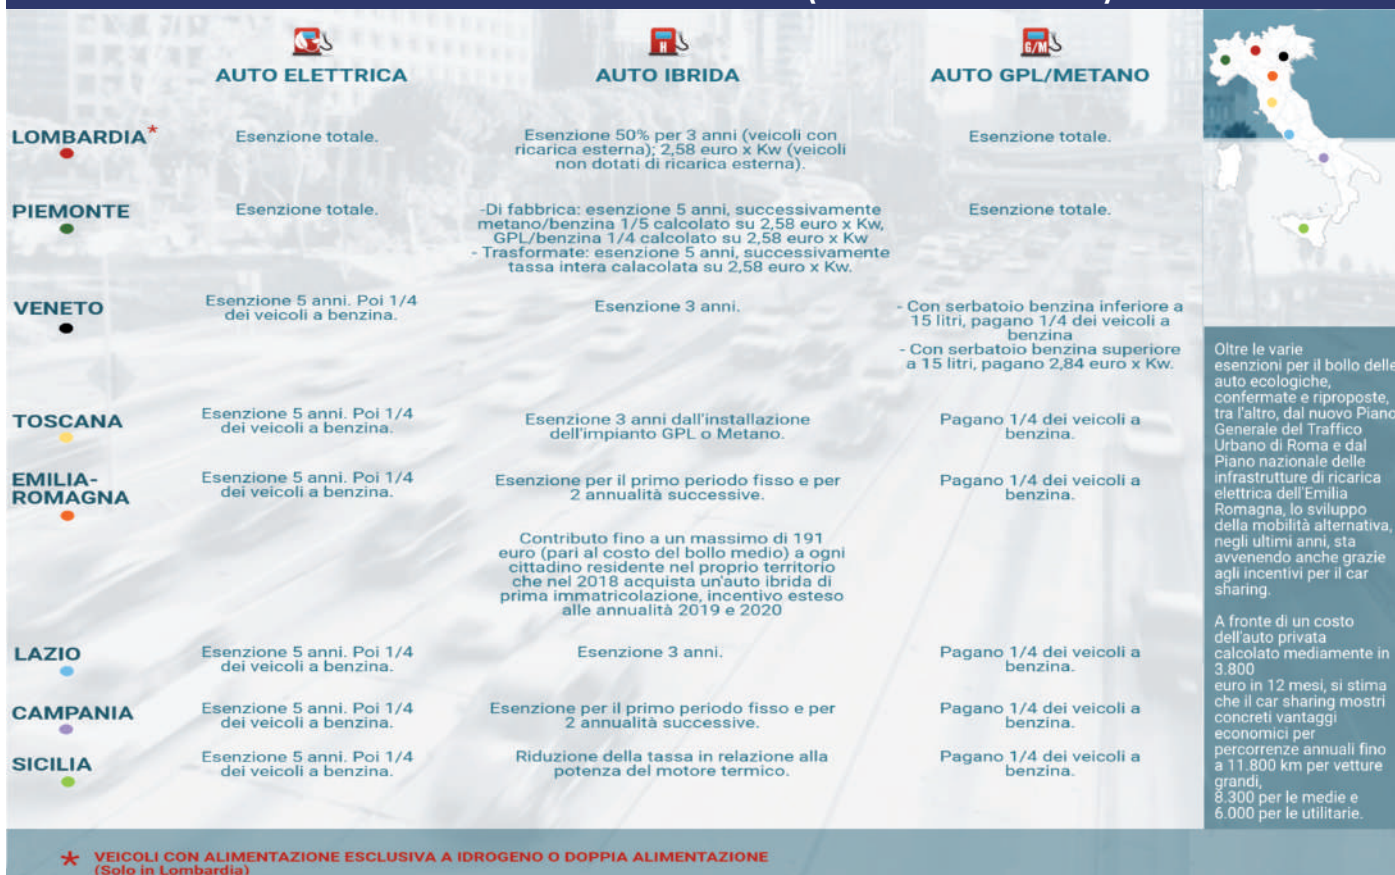 AUTO ELETTRICA
H
AUTO IBRIDA
G/M
AUTO GPL/METANO
LOMBARDIA*
Esenzione totale.
Esenzione 50% per 3 anni (veicoli con
ricarica esterna); 2,58 euro x Kw (veicoli
non dotati di ricarica esterna).
Esenzione totale.
PIEMONTE
Esenzione totale.
-Di fabbrica: esenzione 5 anni, successivamente
metano/benzina 1/5 calcolato su 2,58 euro x Kw,
GPL/benzina 1/4 calcolato su 2,58 euro x Kw
- Trasformate: esenzione 5 anni, successivamente
tassa intera calacolata su 2,58 euro x Kw.
Esenzione totale.
VENETO
Esenzione 5 anni. Poi 1/4
dei veicoli a benzina.
Esenzione 3 anni.
- Con serbatoio benzina inferiore a
15 litri, pagano 1/4 dei veicoli a
benzina
- Con serbatoio benzina superiore
a 15 litri, pagano 2,84 euro x Kw.
TOSCANA
Esenzione 5 anni. Poi 1/4
dei veicoli a benzina.
Esenzione 3 anni dall'installazione
dell'impianto GPL o Metano.
Pagano 1/4 dei veicoli a
benzina.
EMILIA-
ROMAGNA
Esenzione 5 anni. Poi 1/4
dei veicoli a benzina.
Esenzione per il primo periodo fisso e per
2 annualità successive.
Contributo fino a un massimo di 191
euro (pari al costo del bollo medio) a ogni
cittadino residente nel proprio territorio
che nel 2018 acquista un'auto ibrida di
prima immatricolazione, incentivo esteso
alle annualità 2019 e 2020
Pagano 1/4 dei veicoli a
benzina.
LAZIO
Esenzione 5 anni. Poi 1/4
dei veicoli a benzina.
Esenzione 3 anni.
Pagano 1/4 dei veicoli a
benzina.
CAMPANIA
Esenzione 5 anni. Poi 1/4
dei veicoli a benzina.
Esenzione per il primo periodo fisso e per
2 annualità successive.
Pagano 1/4 dei veicoli a
benzina.
SICILIA
Esenzione 5 anni. Poi 1/4
dei veicoli a benzina.
Riduzione della tassa in relazione alla
potenza del motore termico.
Pagano 1/4 dei veicoli a
benzina.
Oltre le varie
esenzioni per il bollo delle
auto ecologiche,
confermate e riproposte,
tra l'altro, dal nuovo Piano
Generale del Traffico
Urbano di Roma e dal
Piano nazionale delle
infrastrutture di ricarica
elettrica dell'Emilia
Romagna, lo sviluppo
della mobilità alternativa,
negli ultimi anni, sta
avvenendo anche grazie
agli incentivi per il car
sharing.
A fronte di un costo
dell'auto privata
calcolato mediamente in
3.800
euro in 12 mesi, si stima
che il car sharing mostri
concreti vantaggi
economici per
percorrenze annuali fino
a 11.800 km per vetture
grandi,
8.300 per le medie e
6.000 per le utilitarie.
* VEICOLI CON ALIMENTAZIONE ESCLUSIVA A IDROGENO O DOPPIA ALIMENTAZIONE
(Solo in Lombardia)